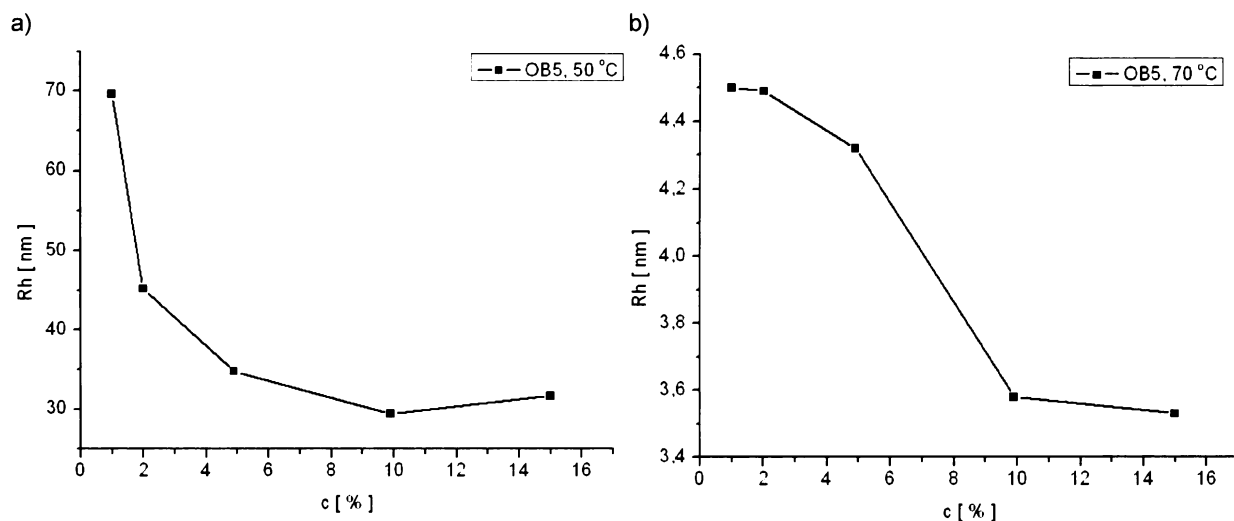 a)
OB5, 50 °C
70
60
50
40
30
0 2 4 6 8 10 12 14 16
Rh [ nm ]
c [ % ]
b)
OB5, 70 °C
4,6
4,4
4,2
4,0
3,8
3,6
3,4
0 2 4 6 8 10 12 14 16
Rh [ nm ]
c [ % ]